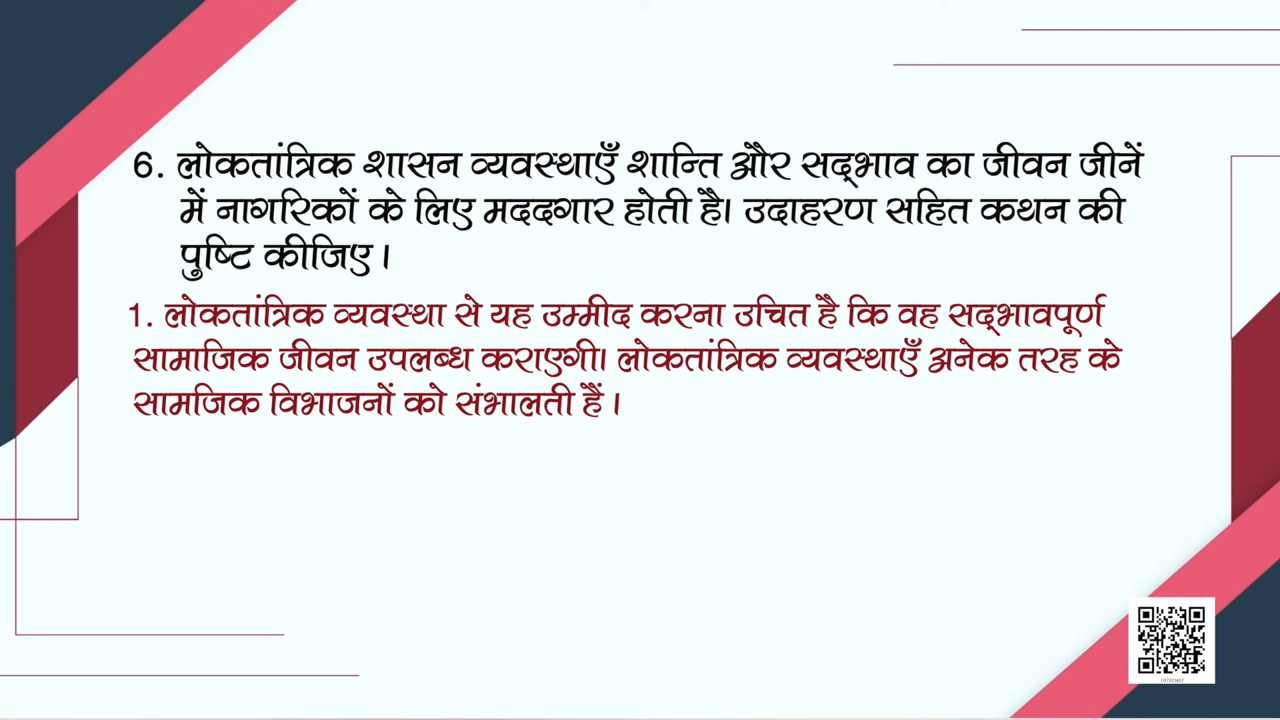 6. लोकतांत्रिक शासन व्यवस्थाएँ शान्ति और सद्‌भाव का जीवन जीनें
में नागरिकों के लिए मददगार होती है। उदाहरण सहित कथन की
पुष्टि कीजिए ।
1. लोकतांत्रिक व्यवस्था से यह उम्मीद करना उचित है कि वह सद्‌भावपूर्ण
सामाजिक जीवन उपलब्ध कराएगी। लोकतांत्रिक व्यवस्थाएँ अनेक तरह के
सामजिक विभाजनों को संभालती हैं ।
1073CH07